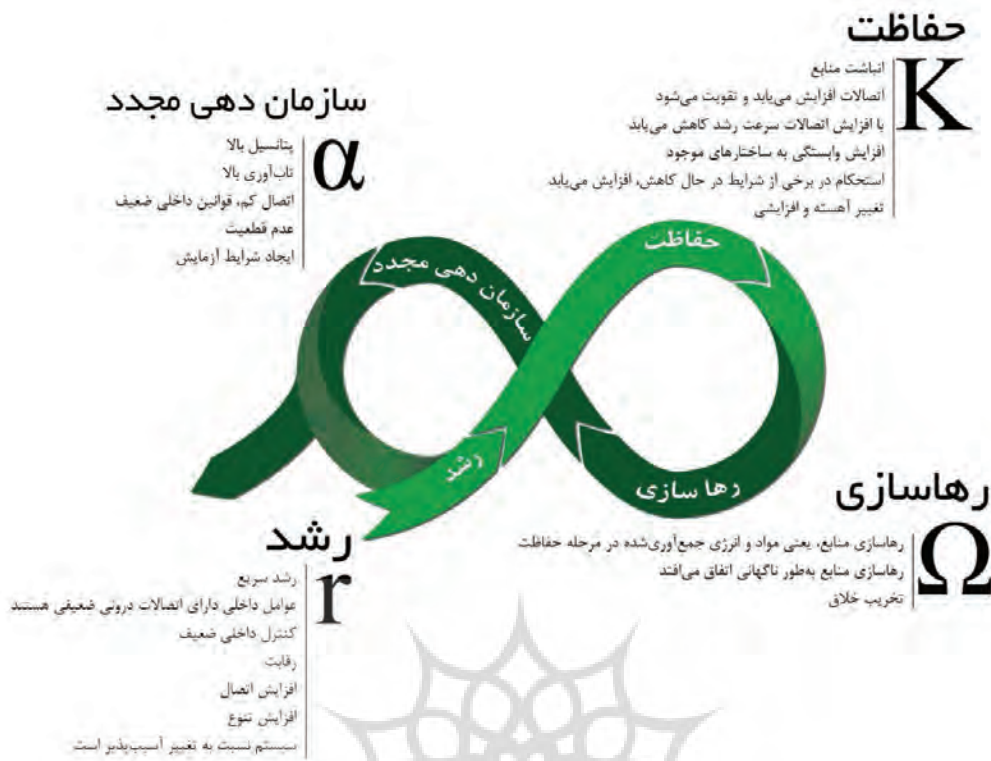 حفاظت
K
انباشت منابع
اتصالات افزایش می‌یابد و تقویت می‌شود
با افزایش اتصالات سرعت رشد کاهش می‌یابد
افزایش وابستگی به ساختارهای موجود
استحکام در برخی از شرایط در حال کاهش، افزایش می‌یابد
تغییر آهسته و افزایشی
سازمان دهی مجدد
α
پتانسیل بالا
تاب‌آوری بالا
اتصال کم، قوانین داخلی ضعیف
عدم قطعیت
ایجاد شرایط آزمایش
حفاظت
سازمان دهی مجدد
رشد
رها سازی
رهاسازی
Ω
رهاسازی منابع، یعنی مواد و انرژی جمع‌آوری‌شده در مرحله حفاظت
رهاسازی منابع به‌طور ناگهانی اتفاق می‌افتد
تخریب خلاق
رشد
r
رشد سریع
عوامل داخلی دارای اتصالات درونی ضعیفی هستند
کنترل داخلی ضعیف
رقابت
افزایش اتصال
افزایش تنوع
سیستم نسبت به تغییر آسیب‌پذیر است